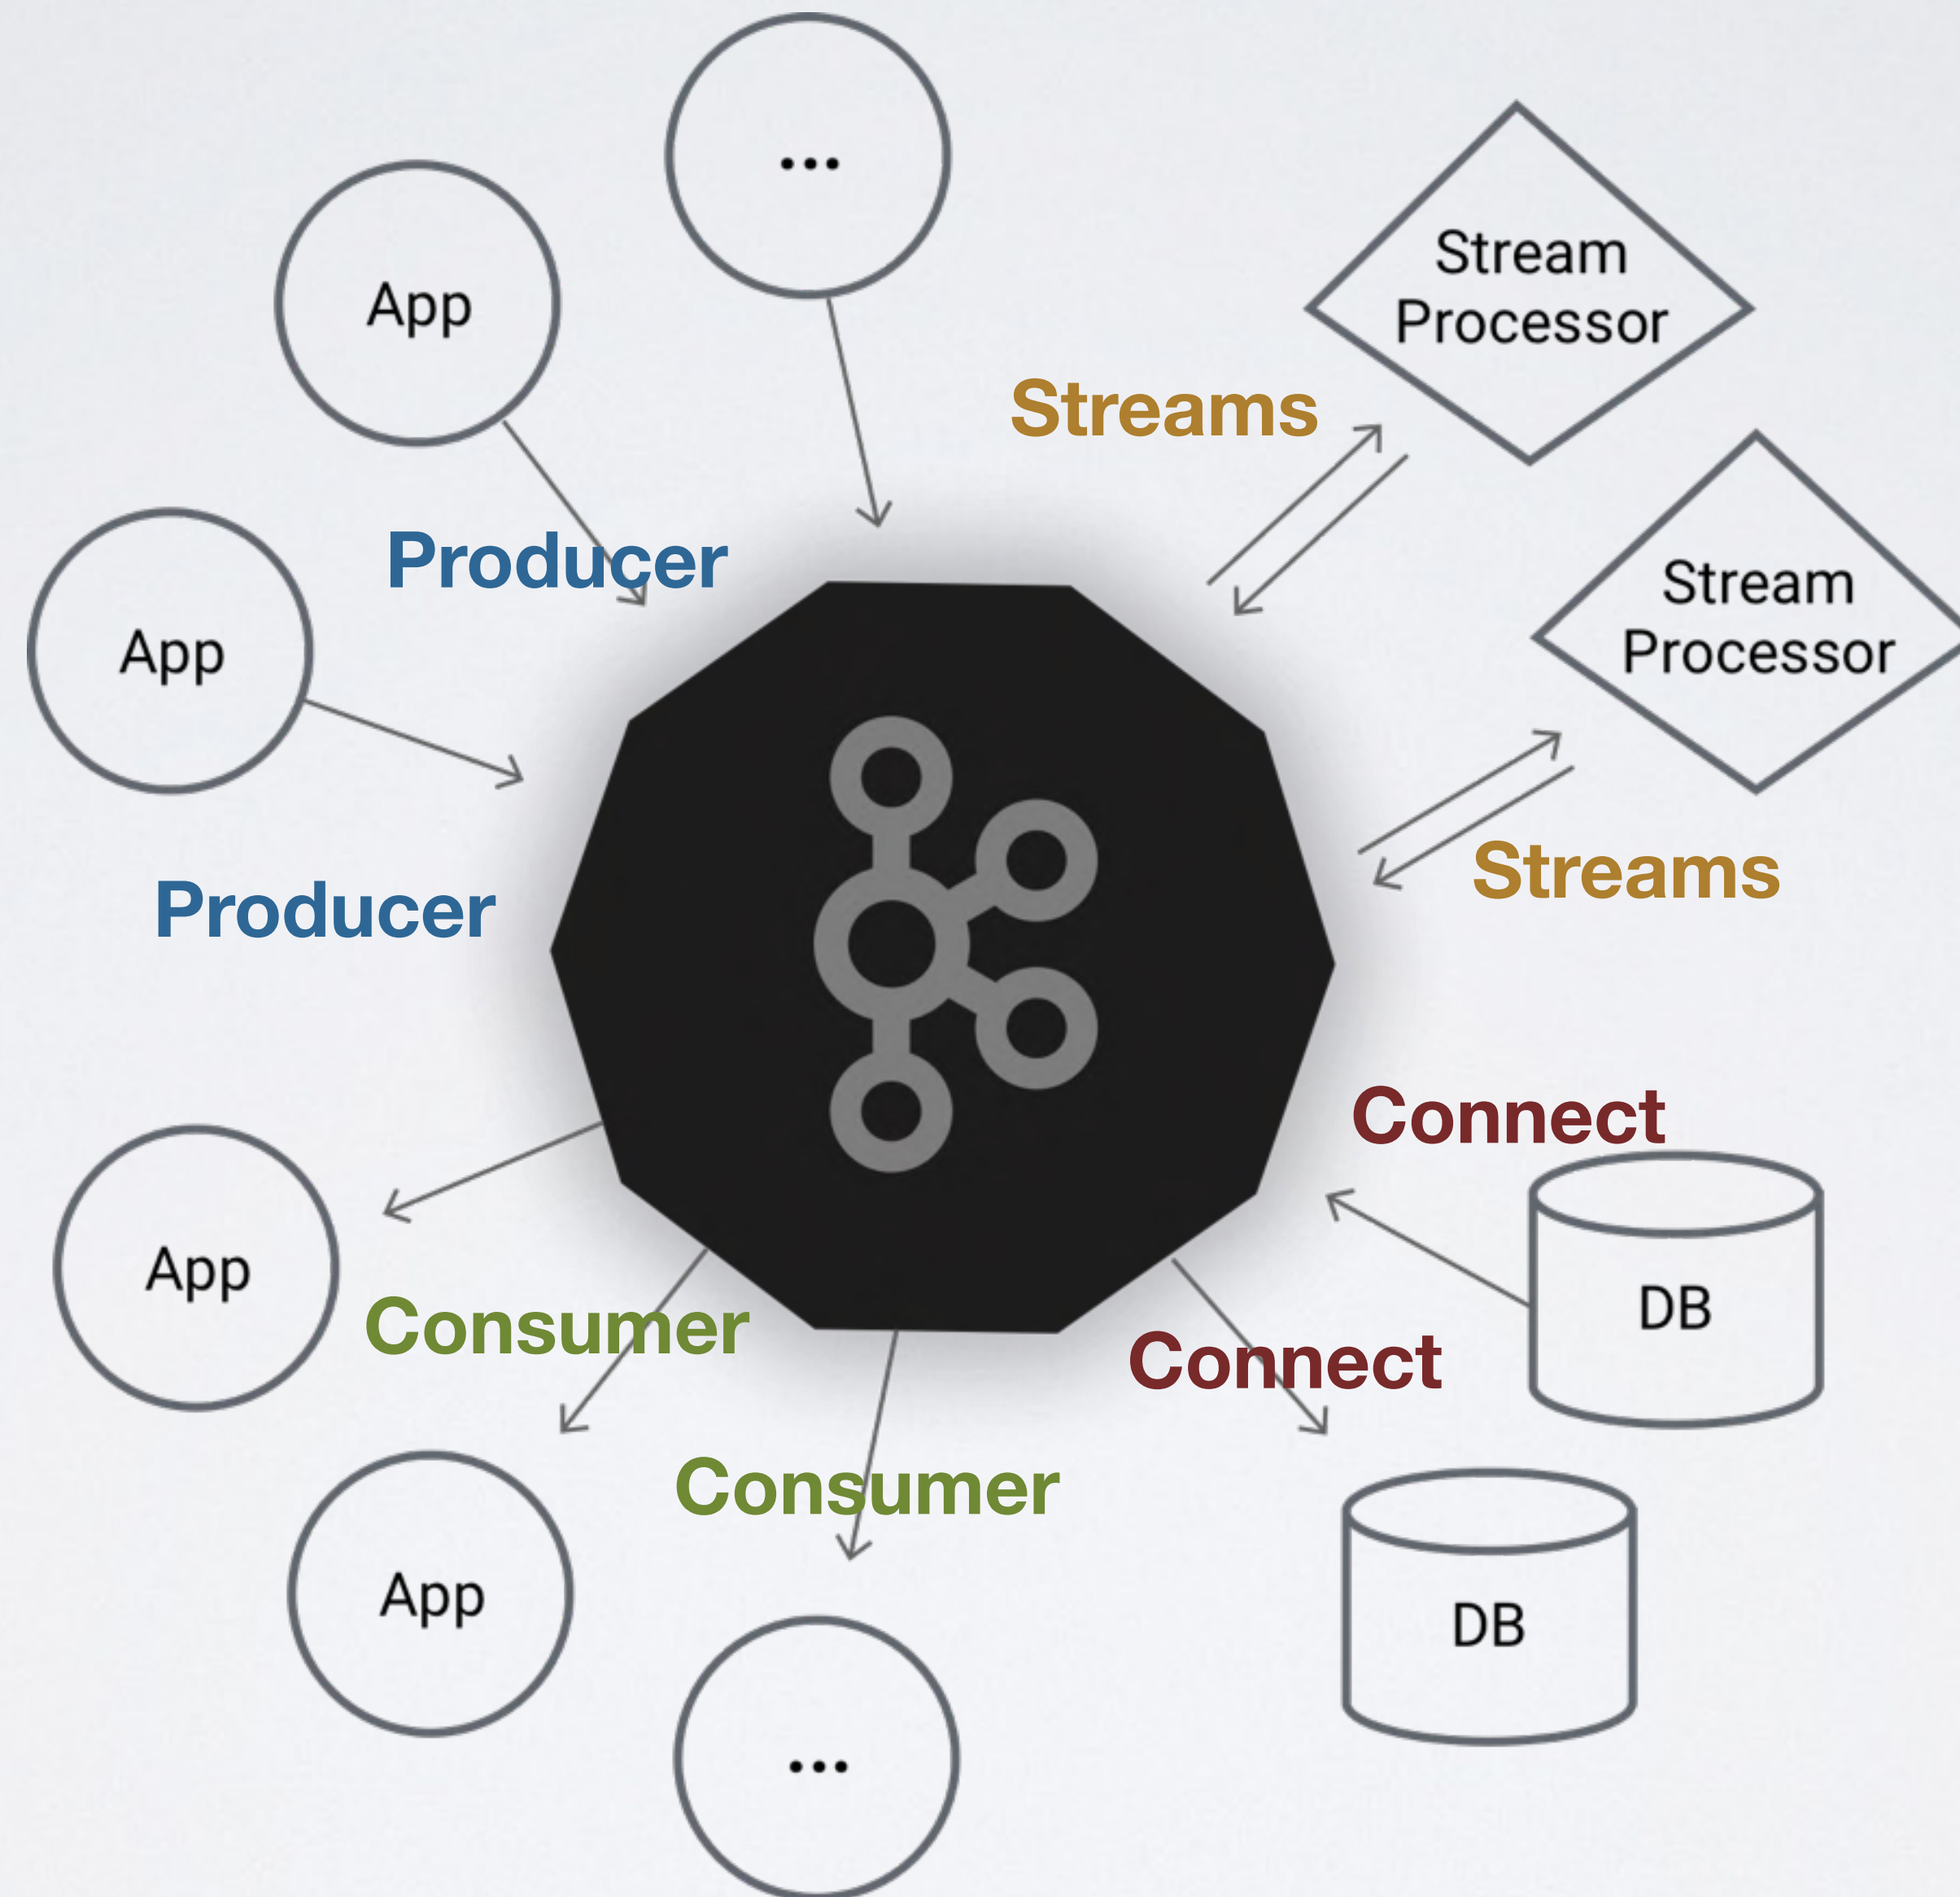 ...
App
Stream
Processor
Streams
Producer
App
Stream
Processor
Streams
Producer
Connect
App
DB
Consumer
Connect
Consumer
App
DB
...